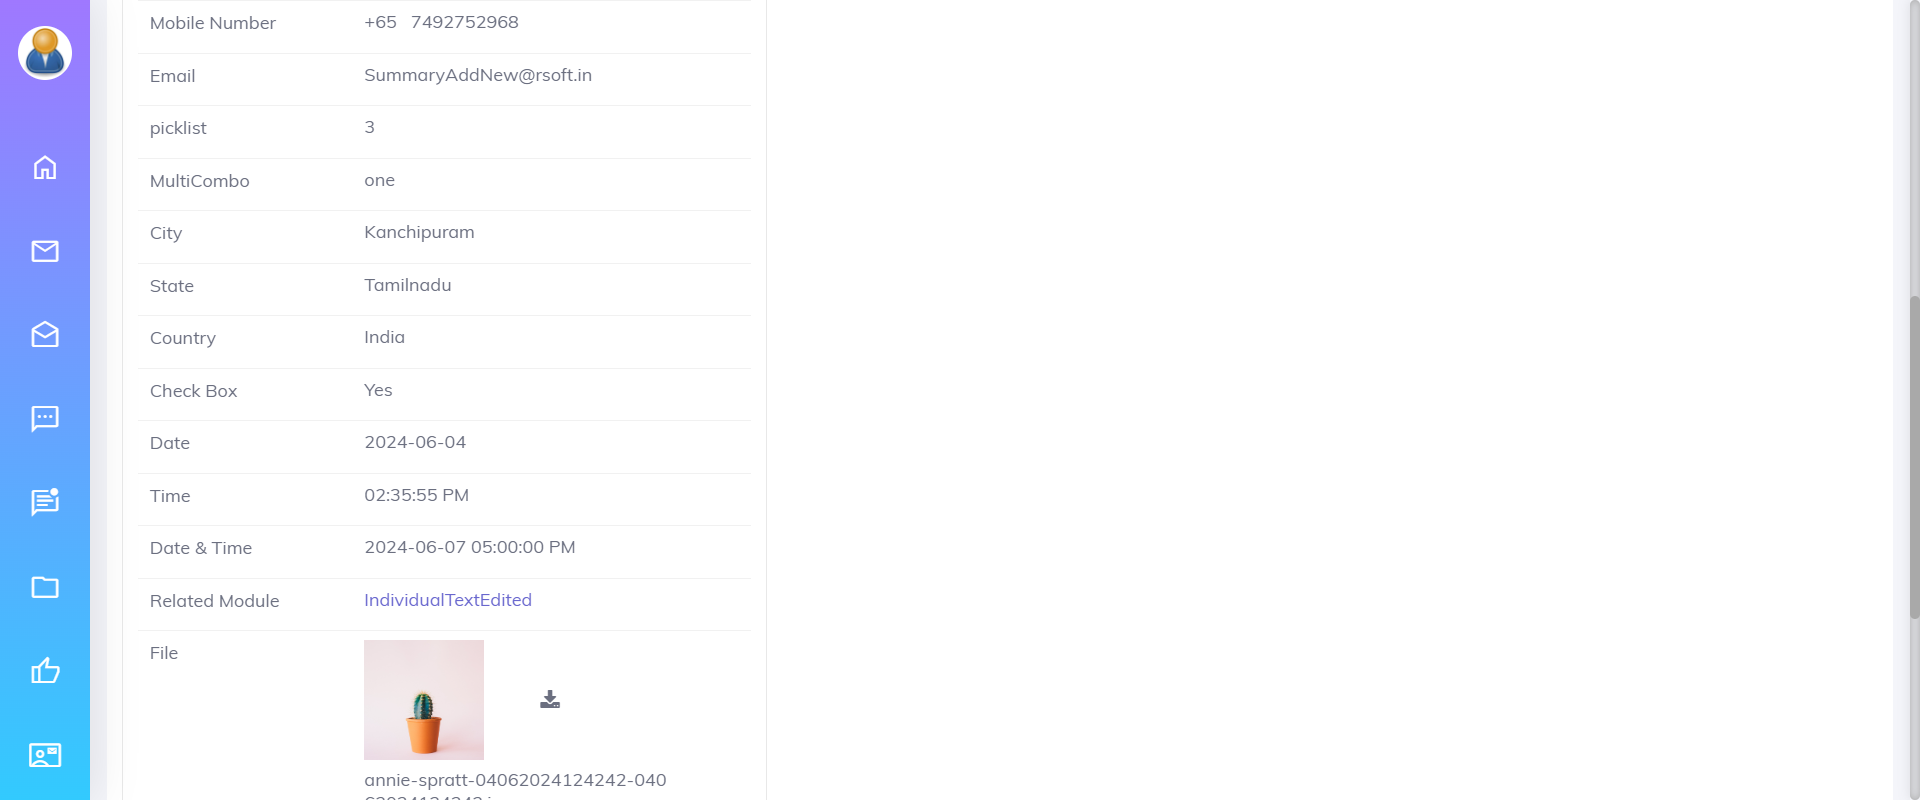 Mobile Number +65 7492752968
Email SummaryAddNew@rsoft.in
picklist 3
MultiCombo one
City Kanchipuram
State Tamilnadu
Country India
Check Box Yes
Date 2024-06-04
Time 02:35:55 PM
Date & Time 2024-06-07 05:00:00 PM
Related Module IndividualTextEdited
File
annie-spratt-04062024124242-040